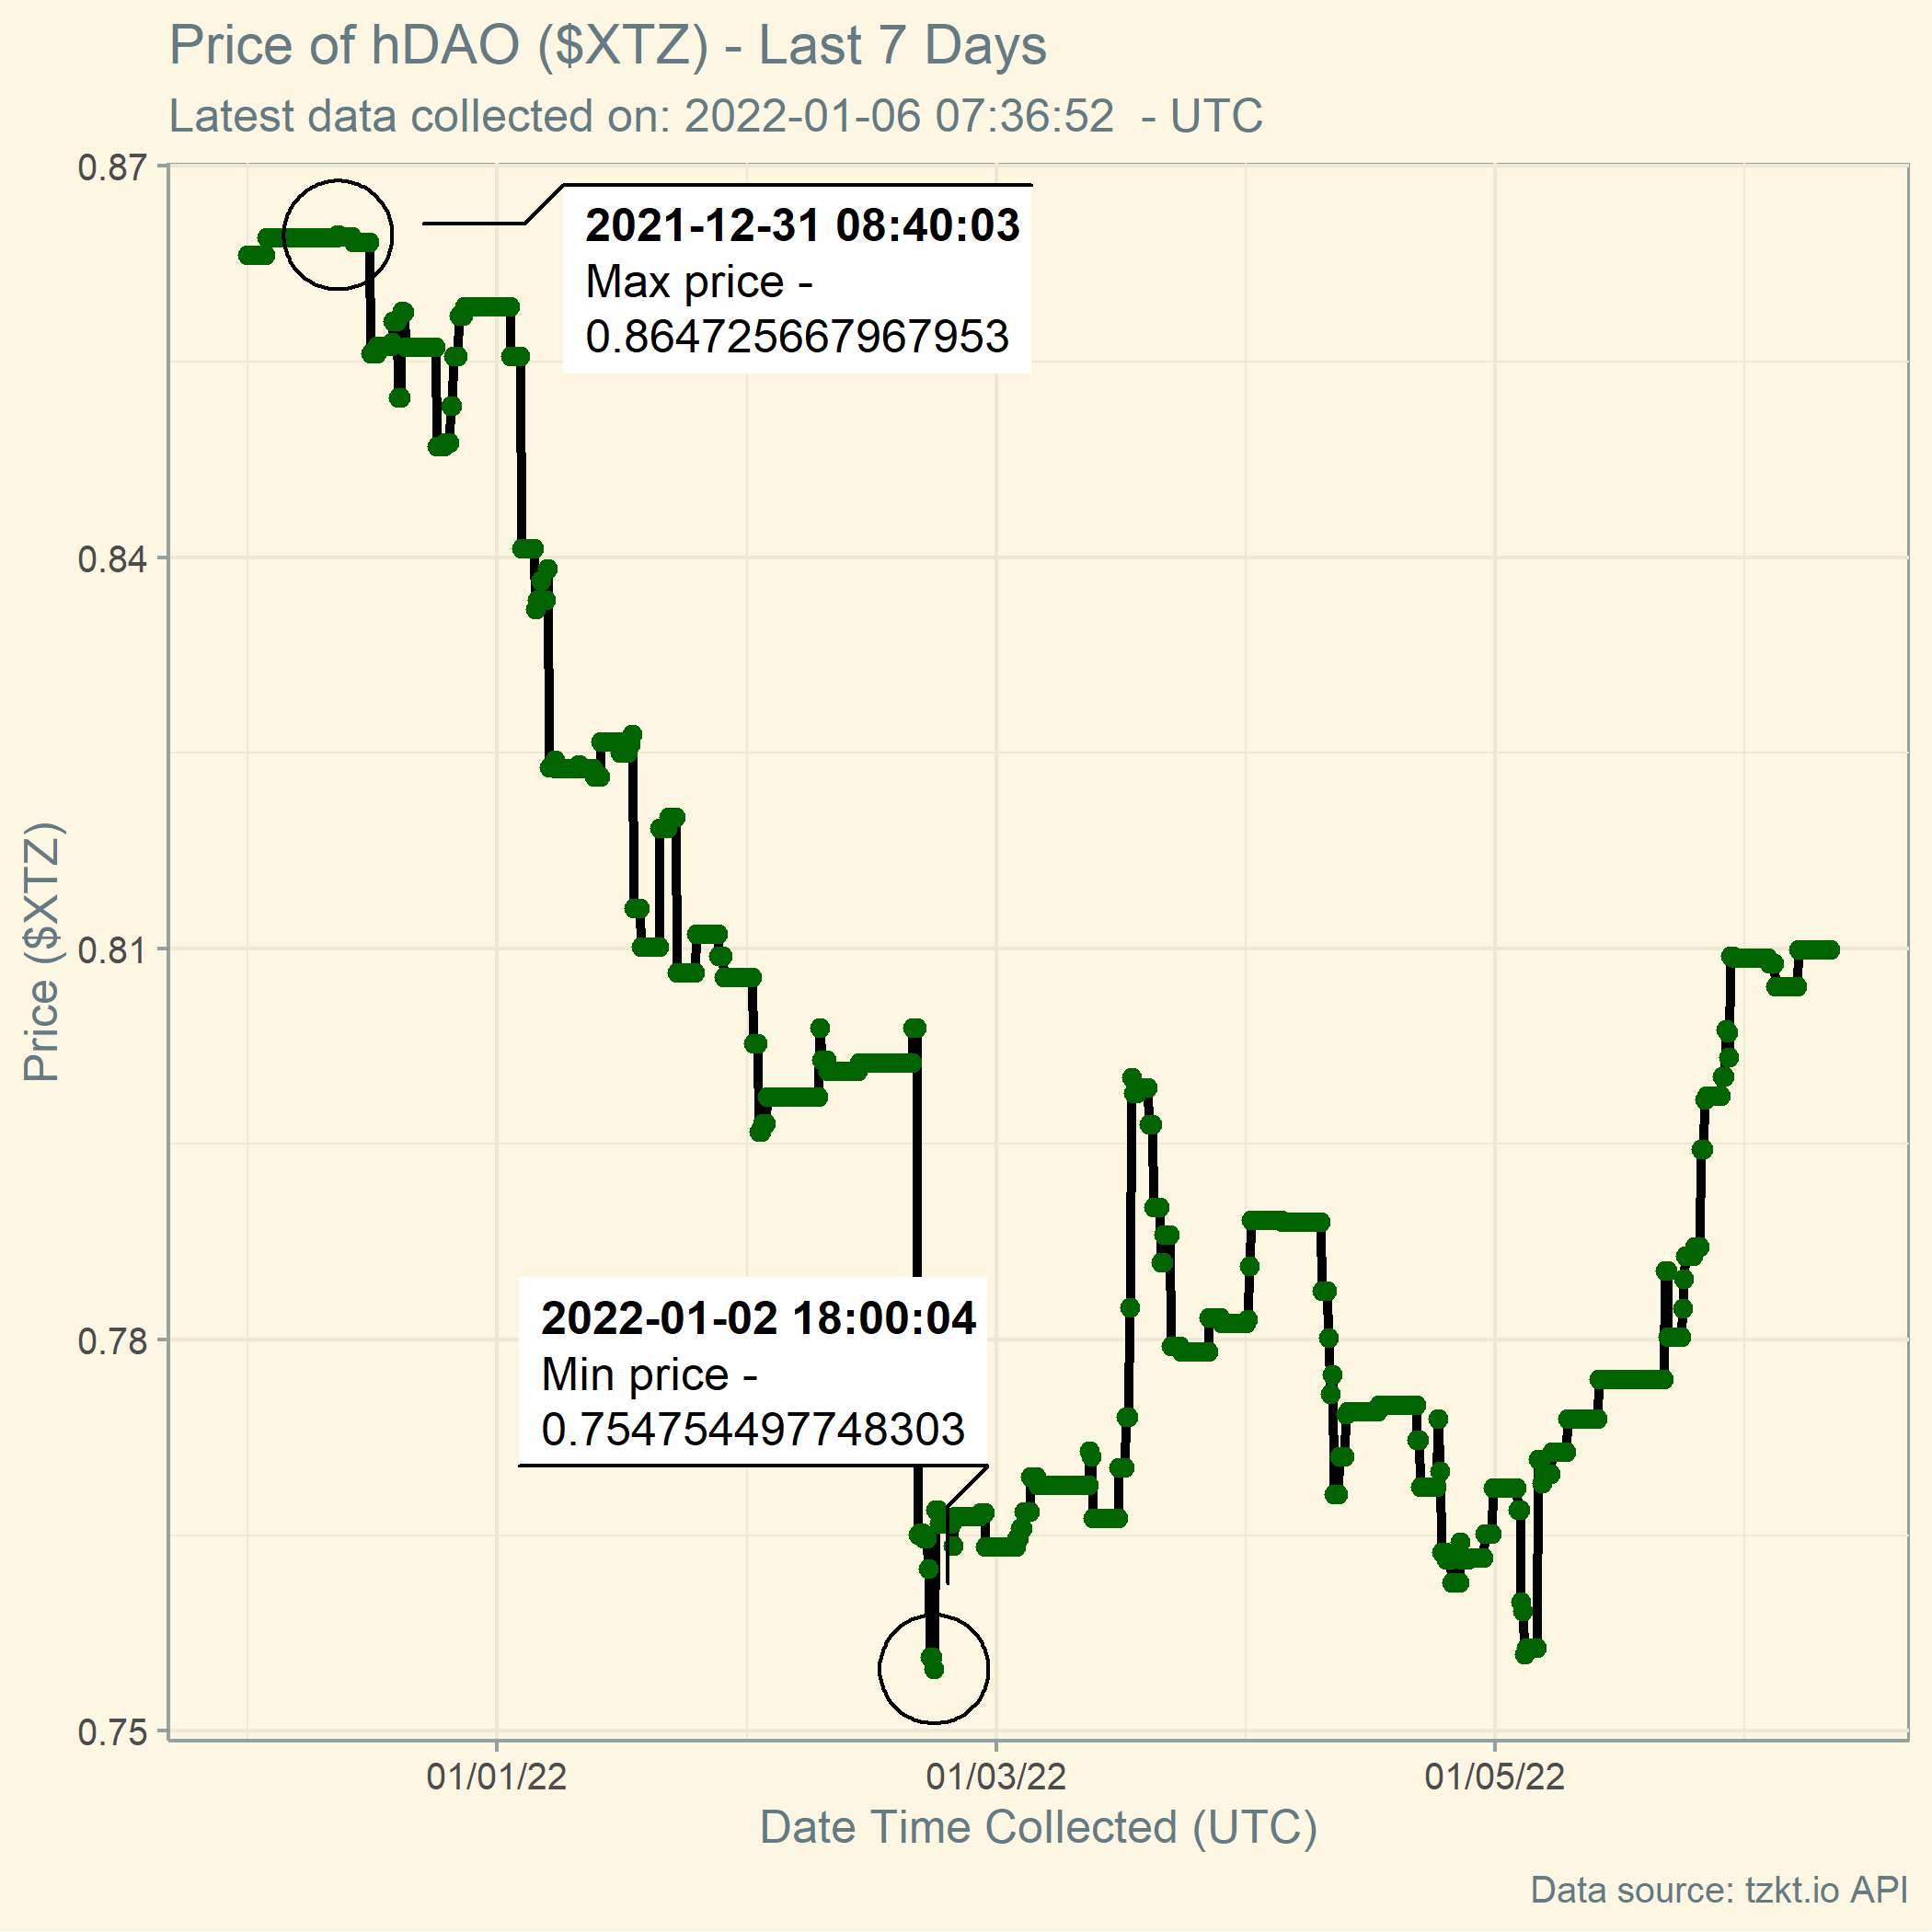 Price of hDAO ($XTZ) - Last 7 Days
Latest data collected on: 2022-01-06 07:36:52  - UTC
0.87
2021-12-31 08:40:03
Max price -
0.864725667967953
0.84
Price ($XTZ)
0.81
2022-01-02 18:00:04
Min price -
0.754754497748303
0.78
0.75
01/01/22
01/03/22
01/05/22
Date Time Collected (UTC)
Data source: tzkt.io API